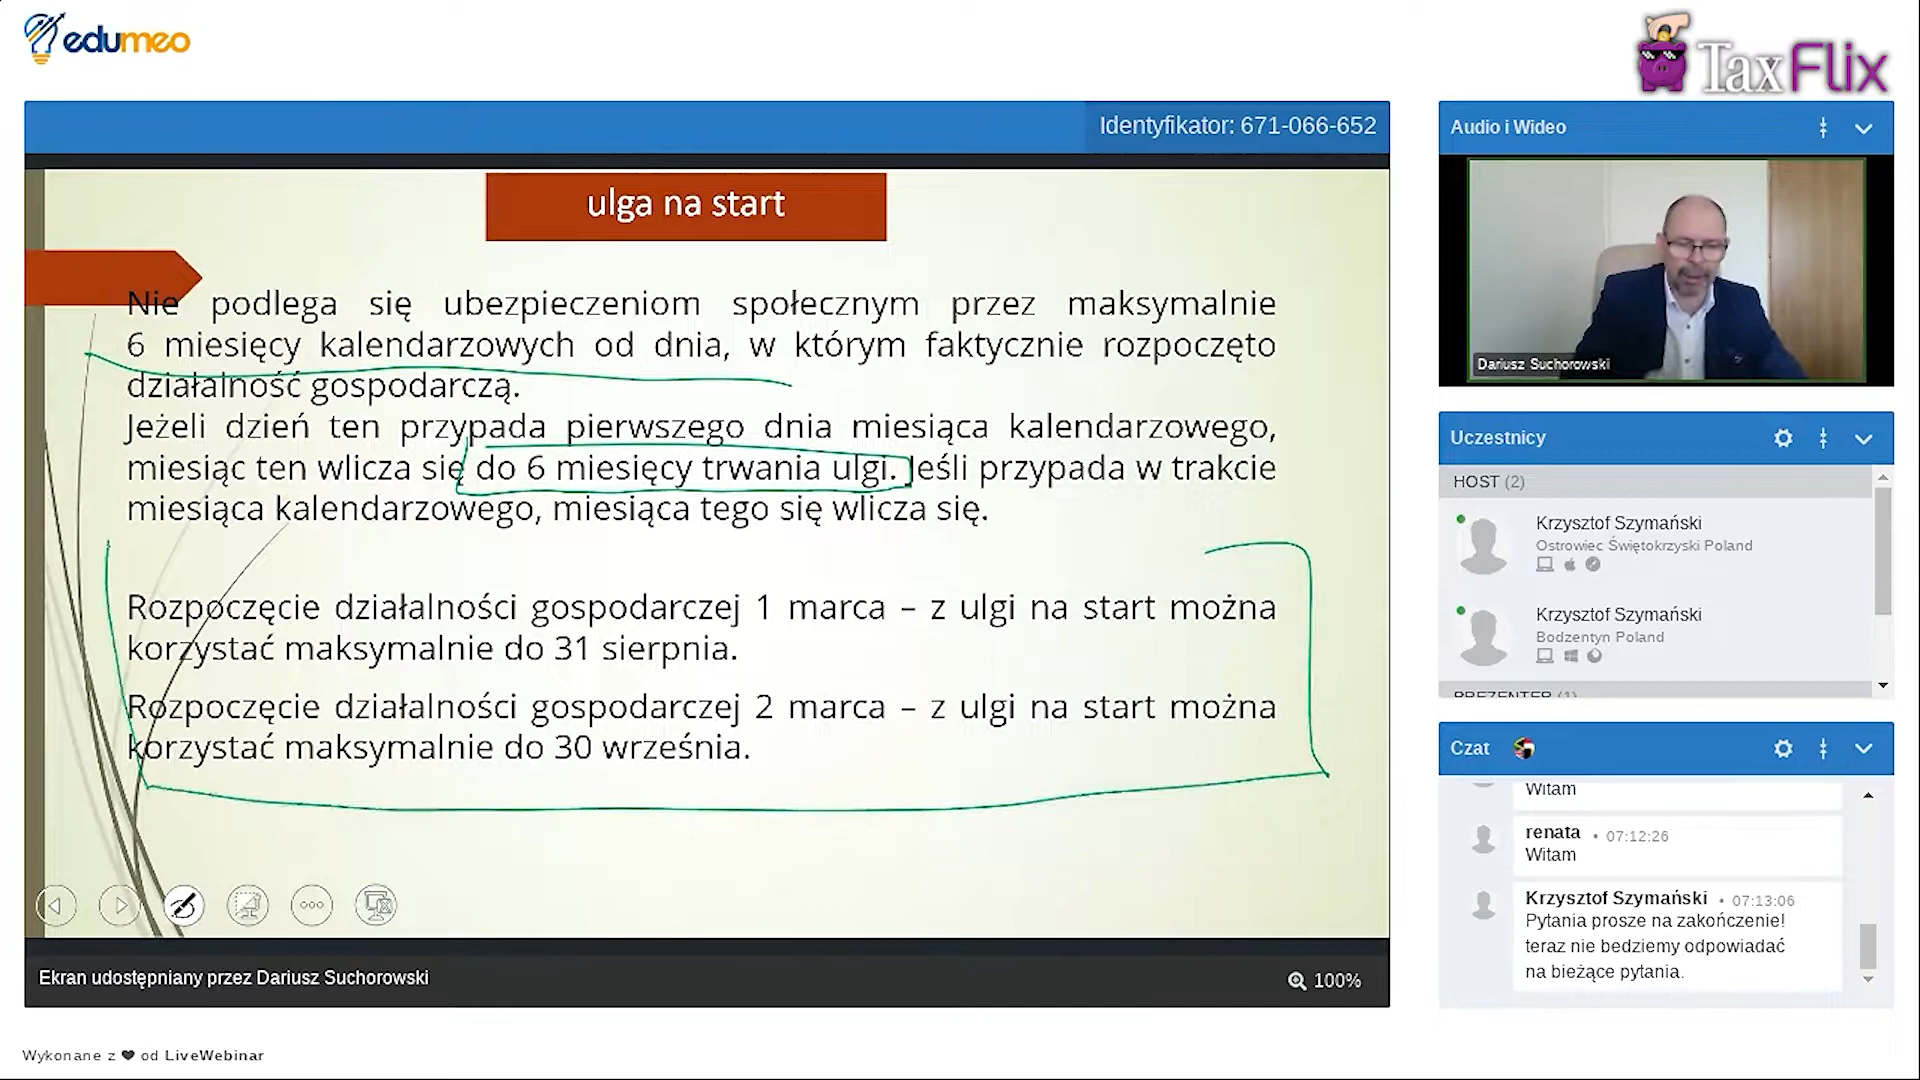 edumeo
TaxFlix
Identyfikator: 671-066-652
ulga na start
Nie podlega się ubezpieczeniom społecznym przez maksymalnie
6 miesięcy kalendarzowych od dnia, w którym faktycznie rozpoczęto
działalność gospodarczą.
Jeżeli dzień ten przypada pierwszego dnia miesiąca kalendarzowego,
miesiąc ten wlicza się do 6 miesięcy trwania ulgi. Jeśli przypada w trakcie
miesiąca kalendarzowego, miesiąca tego się wlicza się.
Rozpoczęcie działalności gospodarczej 1 marca – z ulgi na start można
korzystać maksymalnie do 31 sierpnia.
Rozpoczęcie działalności gospodarczej 2 marca – z ulgi na start można
korzystać maksymalnie do 30 września.
Ekran udostępniany przez Dariusz Suchorowski
100%
Wykonane z ❤ od LiveWebinar
Audio i Wideo
Dariusz Suchorowski
Uczestnicy
HOST (2)
Krzysztof Szymański
Ostrowiec Świętokrzyski Poland
Krzysztof Szymański
Bodzentyn Poland
PREZENTER (1)
Czat
Witam
renata • 07:12:26
Witam
Krzysztof Szymański • 07:13:06
Pytania prosze na zakończenie!
teraz nie bedziemy odpowiadać
na bieżące pytania.